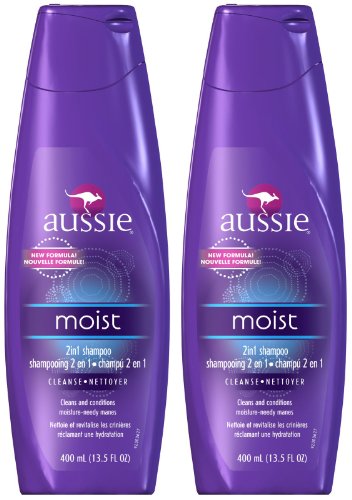 aussie
NEW FORMULA!
NOUVELLE FORMULE!
moist
2in1 shampoo
shampooing 2 en 1 • champú 2 en 1
CLEANSE • NETTOYER
Cleans and conditions
moisture-needy manes
Nettoie et revitalise les crinières
réclamant une hydratation
400 mL (13.5 FL OZ)
aussie
NEW FORMULA!
NOUVELLE FORMULE!
moist
2in1 shampoo
shampooing 2 en 1 • champú 2 en 1
CLEANSE • NETTOYER
Cleans and conditions
moisture-needy manes
Nettoie et revitalise les crinières
réclamant une hydratation
400 mL (13.5 FL OZ)